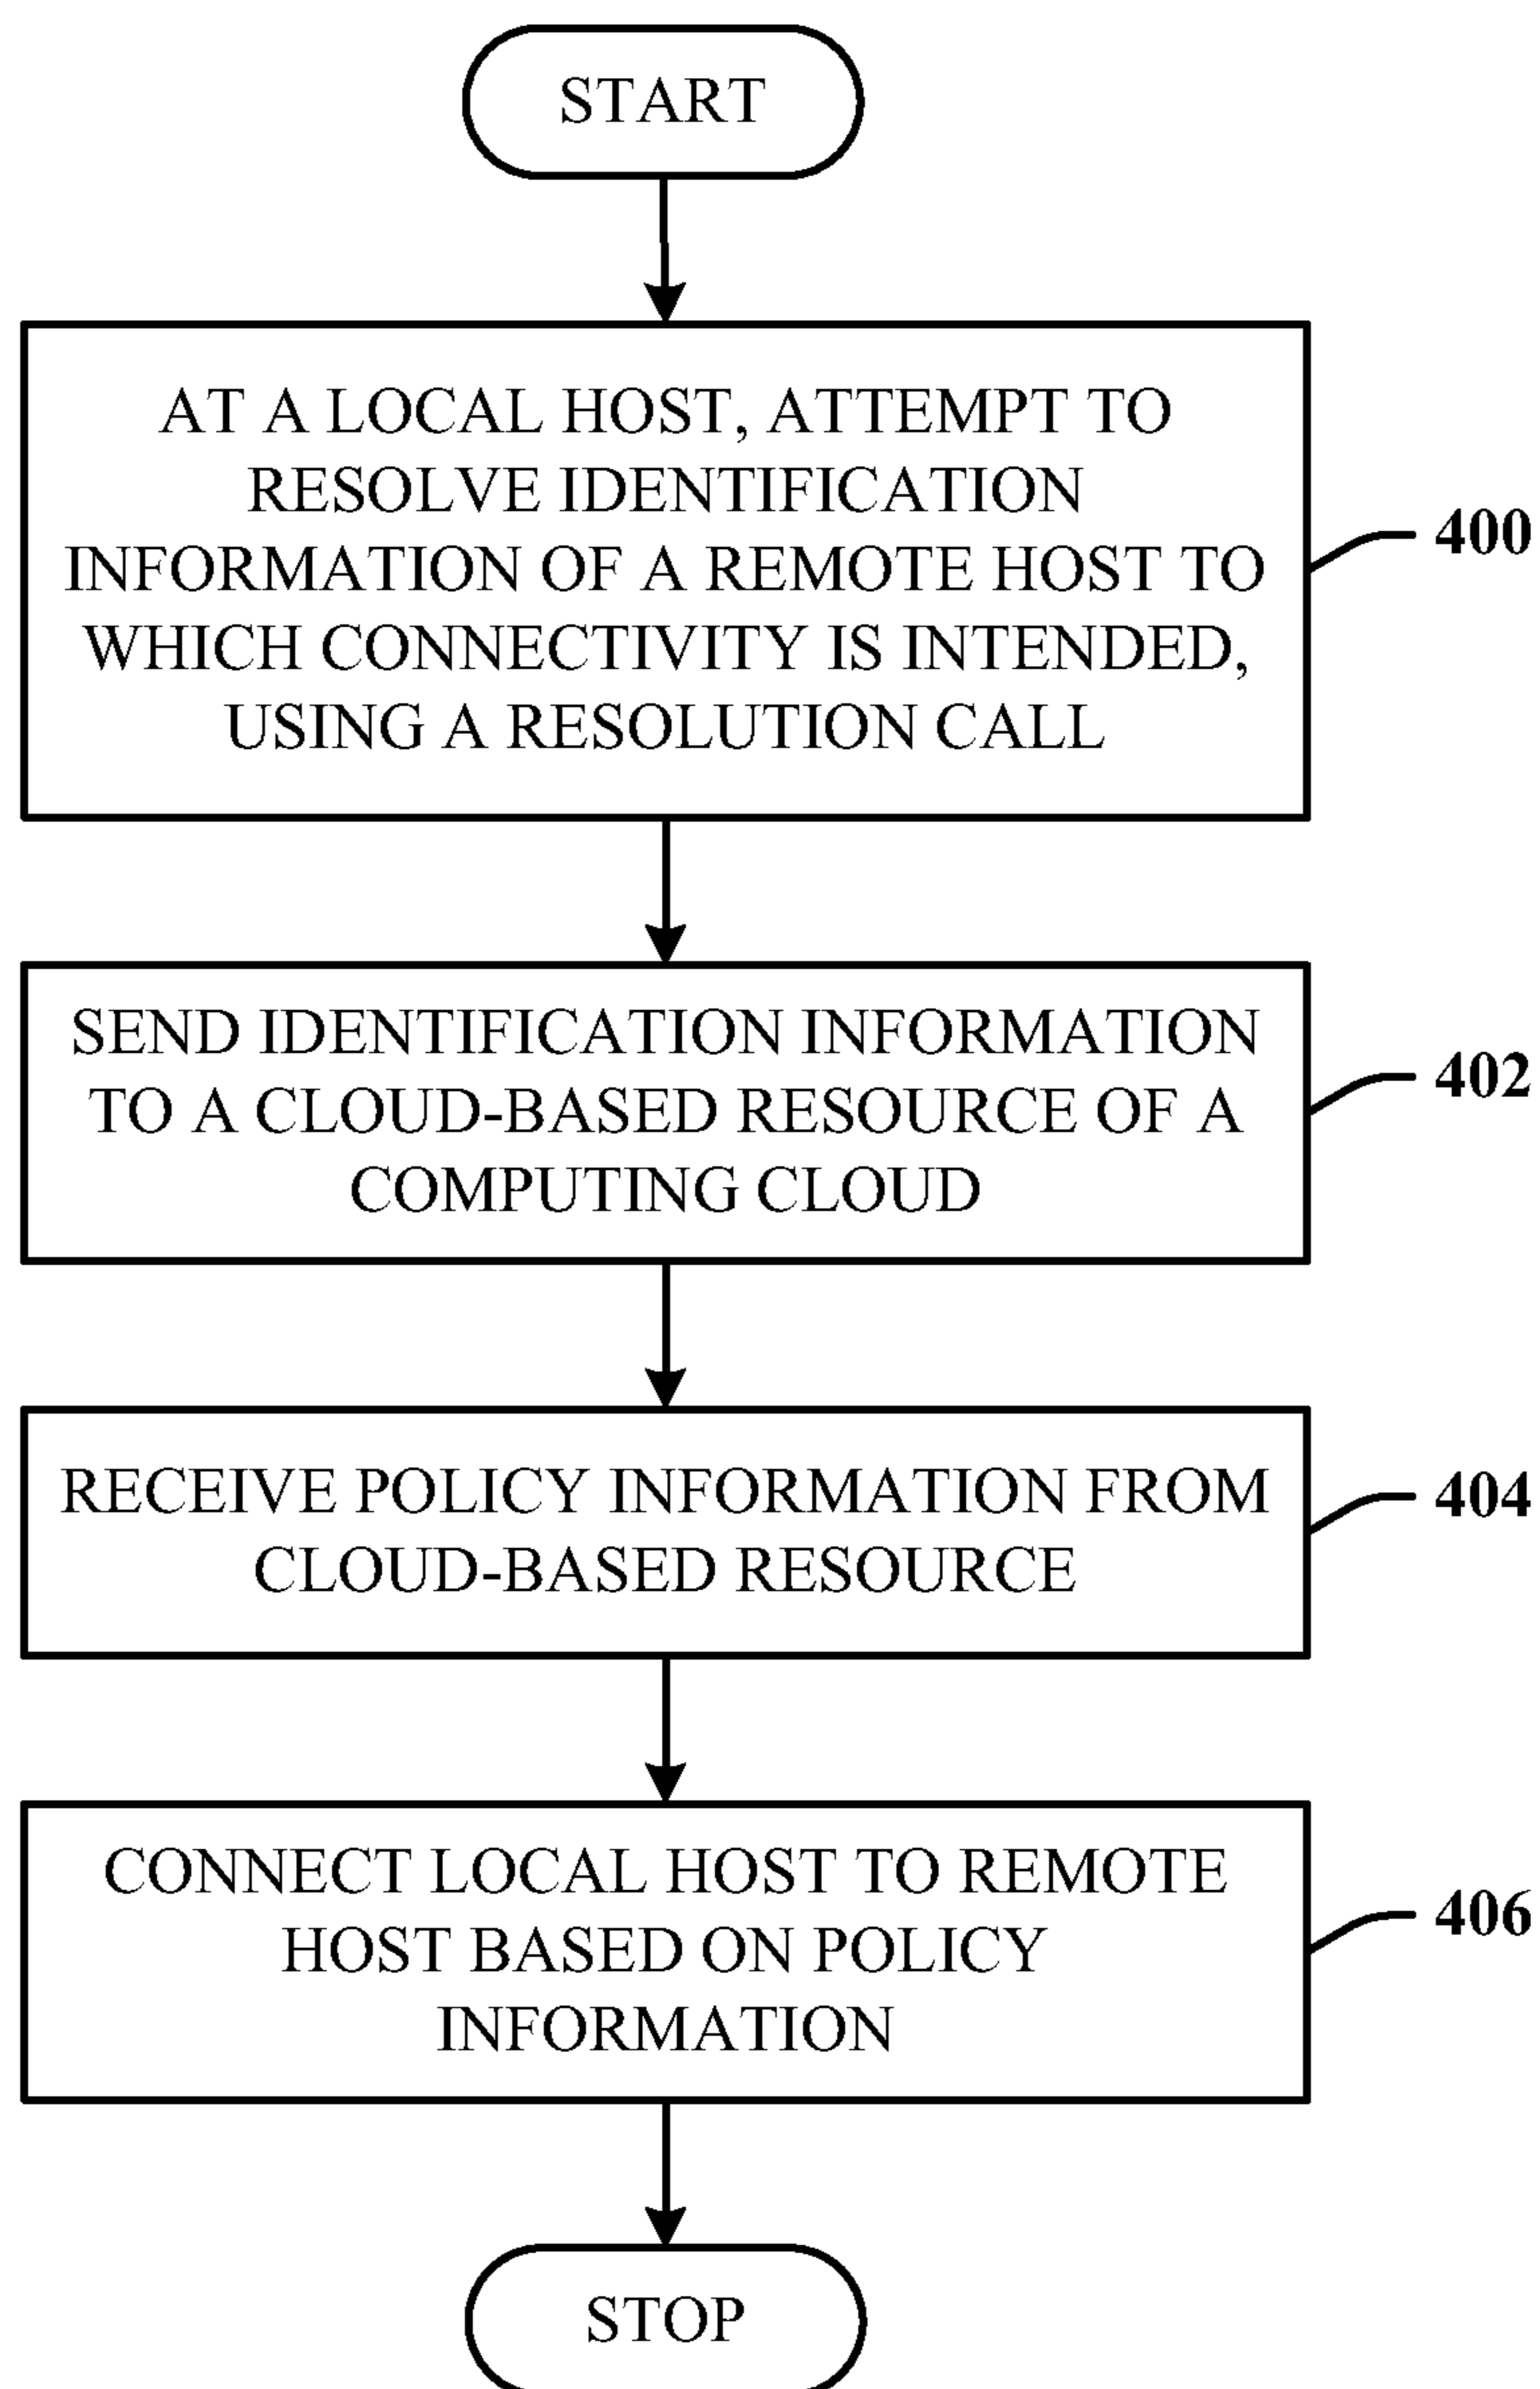 START
AT A LOCAL HOST, ATTEMPT TO
RESOLVE IDENTIFICATION
INFORMATION OF A REMOTE HOST TO
WHICH CONNECTIVITY IS INTENDED,
USING A RESOLUTION CALL
400
SEND IDENTIFICATION INFORMATION
TO A CLOUD-BASED RESOURCE OF A
COMPUTING CLOUD
402
RECEIVE POLICY INFORMATION FROM
CLOUD-BASED RESOURCE
404
CONNECT LOCAL HOST TO REMOTE
HOST BASED ON POLICY
INFORMATION
406
STOP